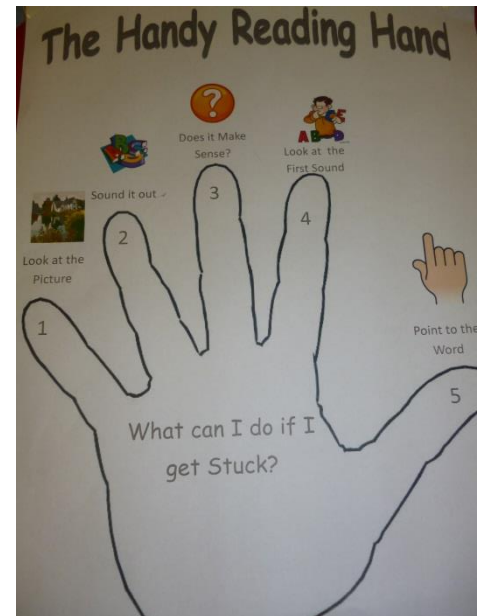 The Handy Reading Hand
Does it Make
Sense?
Look at the
First Sound
Sound it out
Look at the
Picture
Point to the
Word
1
2
3
4
5
What can I do if I
get Stuck?